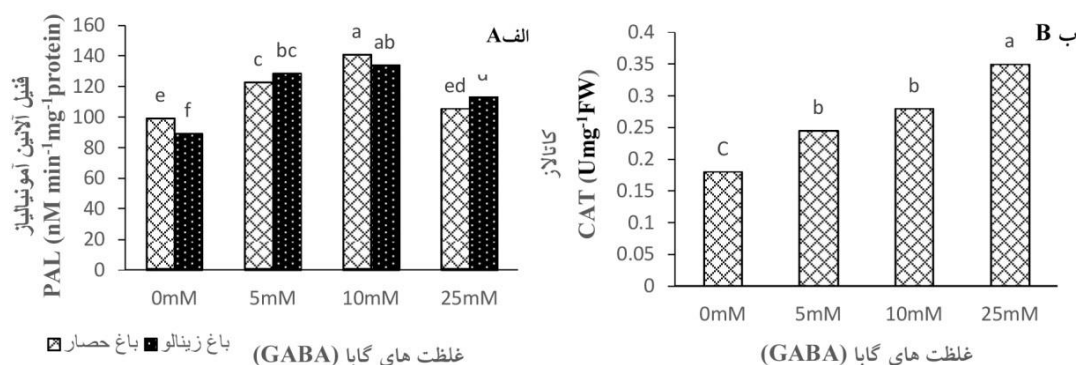 الفA
فنیل آلانین آمونیالیاز
PAL (nM min-1mg-1protein)
160
140
120
100
80
60
40
20
0
e
f
c
bc
a
ab
ed
d
0mM
5mM
10mM
25mM
باغ حصار
باغ زینالو
غلظت های گابا (GABA)
ب B
کاتالاز
CAT (Umg-1FW)
0.4
0.35
0.3
0.25
0.2
0.15
0.1
0.05
0
C
b
b
a
0mM
5mM
10mM
25mM
غلظت های گابا (GABA)